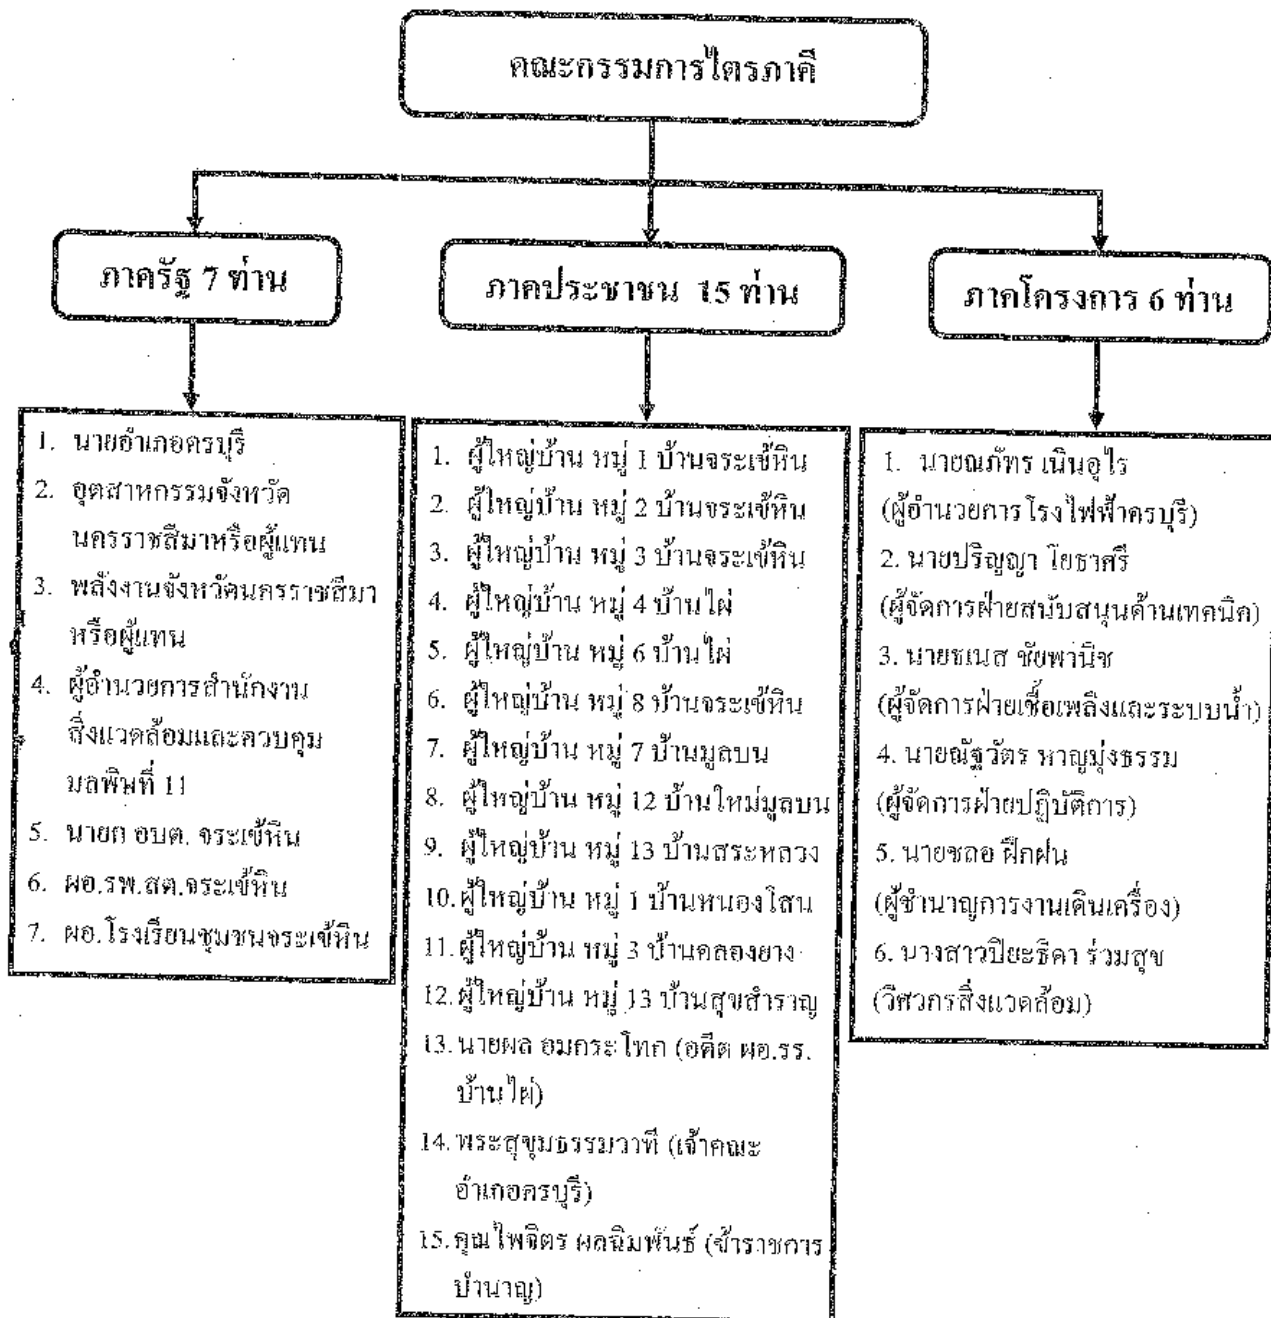 คณะกรรมการไตรภาคี
ภาครัฐ 7 ท่าน
ภาคประชาชน 15 ท่าน
ภาคโครงการ 6 ท่าน
1. นายอำเภอครบุรี
2. อุตสาหกรรมจังหวัด
นครราชสีมาหรือผู้แทน
3. พลังงานจังหวัดนครราชสีมา
หรือผู้แทน
4. ผู้อำนวยการสำนักงาน
สิ่งแวดล้อมและควบคุม
มลพิษที่ 11
5. นายก อบต. จระเข้หิน
6. ผอ.รพ.สต.จระเข้หิน
7. ผอ.โรงเรียนชุมชนจระเข้หิน
1. ผู้ใหญ่บ้าน หมู่ 1 บ้านจระเข้หิน
2. ผู้ใหญ่บ้าน หมู่ 2 บ้านจระเข้หิน
3. ผู้ใหญ่บ้าน หมู่ 3 บ้านจระเข้หิน
4. ผู้ใหญ่บ้าน หมู่ 4 บ้านไผ่
5. ผู้ใหญ่บ้าน หมู่ 6 บ้านไผ่
6. ผู้ใหญ่บ้าน หมู่ 8 บ้านจระเข้หิน
7. ผู้ใหญ่บ้าน หมู่ 7 บ้านมูลบน
8. ผู้ใหญ่บ้าน หมู่ 12 บ้านใหม่มูลบน
9. ผู้ใหญ่บ้าน หมู่ 13 บ้านสระหลวง
10. ผู้ใหญ่บ้าน หมู่ 1 บ้านหนองโสน
11. ผู้ใหญ่บ้าน หมู่ 3 บ้านคลองยาง
12. ผู้ใหญ่บ้าน หมู่ 13 บ้านสุขสำราญ
13. นายผล อมกระโทก (อดีต ผอ.รร.
บ้านไผ่)
14. พระสุขุมธรรมวาที (เจ้าคณะ
อำเภอครบุรี)
15. คุณไพจิตร ผลฉิมพันธ์ (ข้าราชการ
บำนาญ)
1. นายณภัทร เนินอุไร
(ผู้อำนวยการโรงไฟฟ้าครบุรี)
2. นายปริญญา โยธาศรี
(ผู้จัดการฝ่ายสนับสนุนด้านเทคนิค)
3. นายธเนส ชัยพานิช
(ผู้จัดการฝ่ายเชื้อเพลิงและระบบน้ำ)
4. นายณัฐวัตร หาญมุ่งธรรม
(ผู้จัดการฝ่ายปฏิบัติการ)
5. นายชลอ ฝึกฝน
(ผู้ชำนาญการงานเดินเครื่อง)
6. นางสาวปิยะธิดา ร่วมสุข
(วิศวกรสิ่งแวดล้อม)